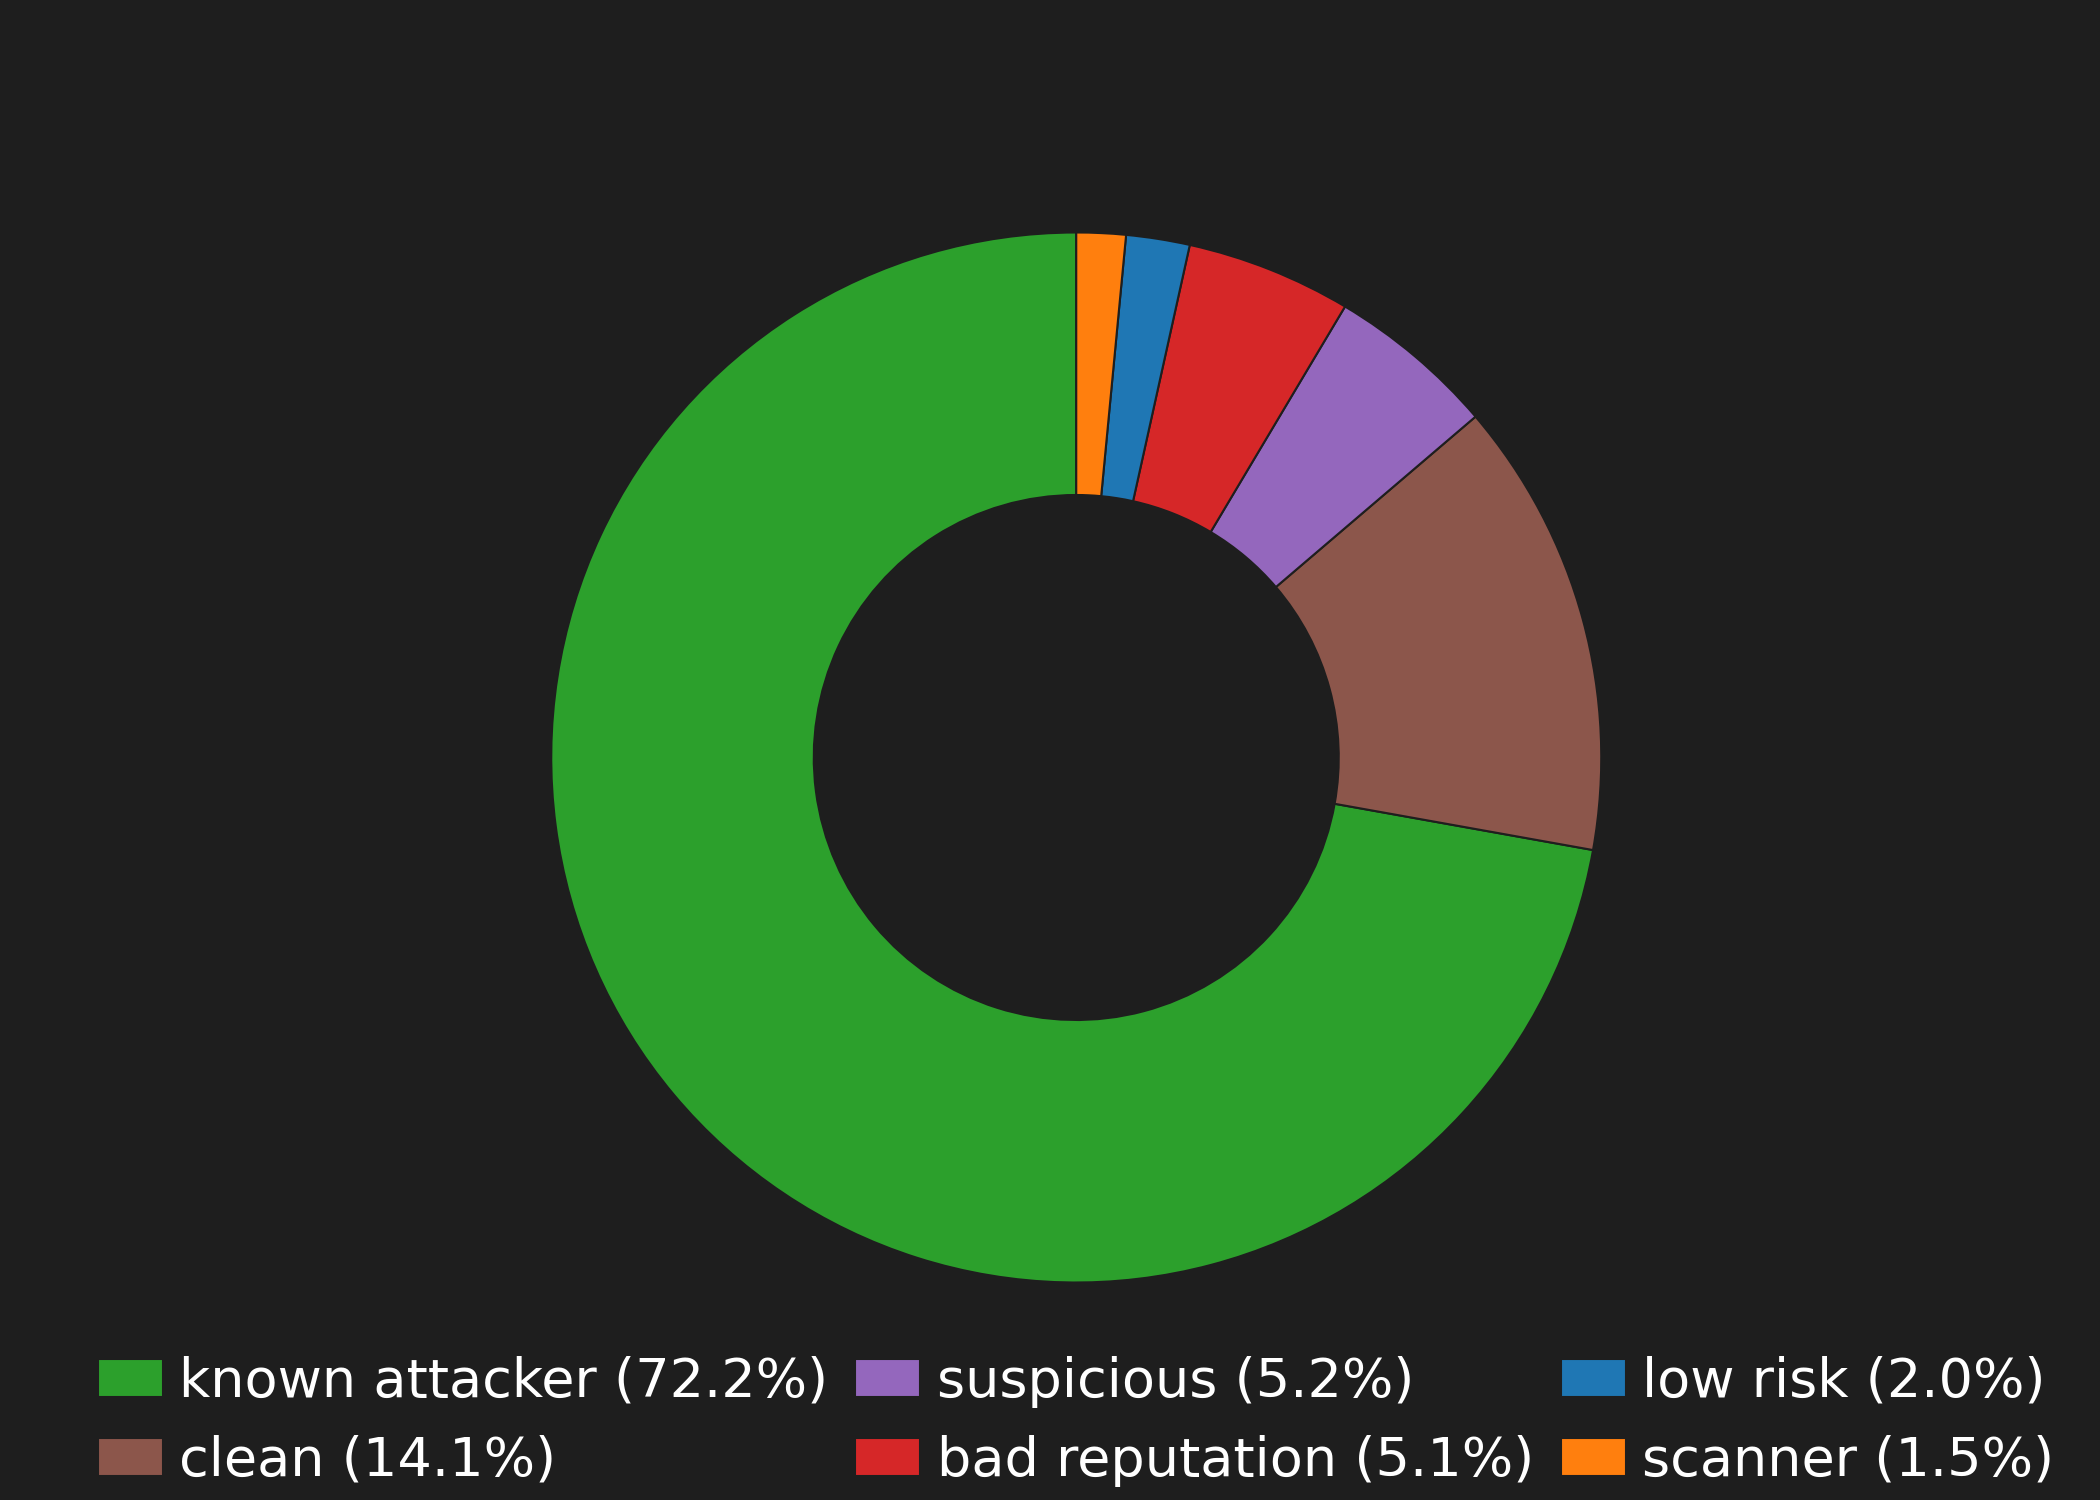 known attacker (72.2%) suspicious (5.2%) low risk (2.0%)
clean (14.1%) bad reputation (5.1%) scanner (1.5%)